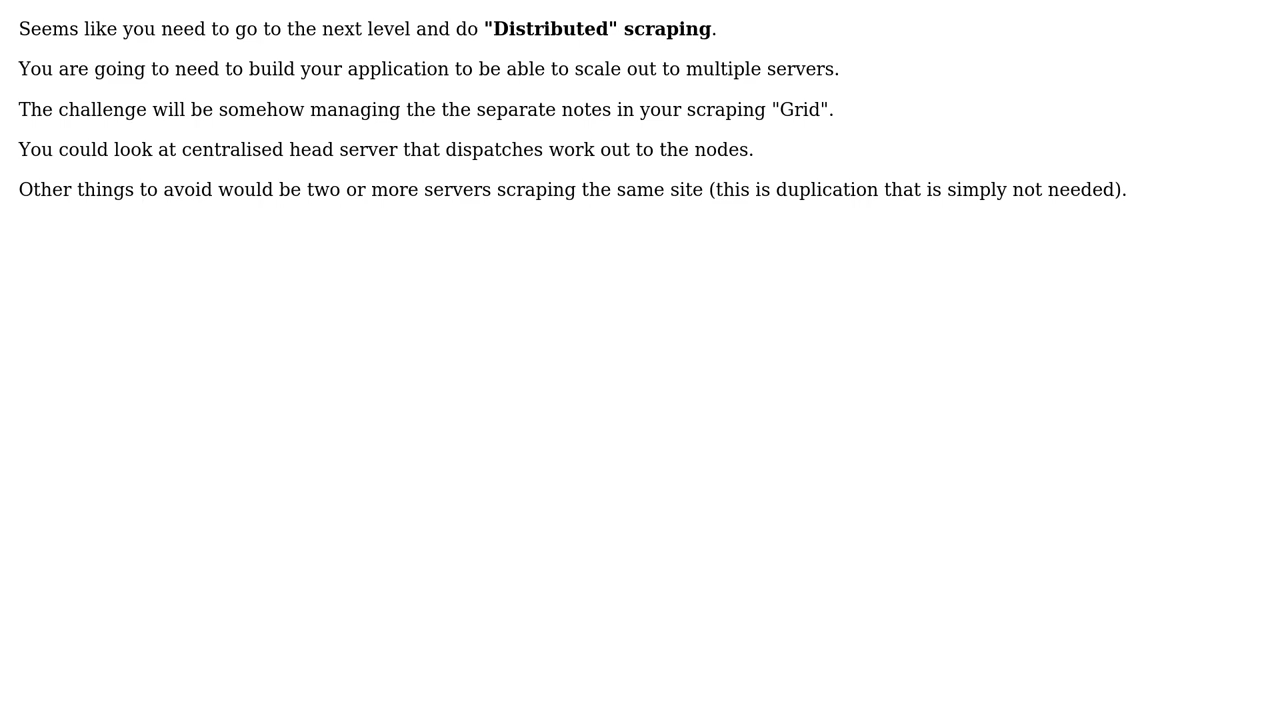 Seems like you need to go to the next level and do "Distributed" scraping.
You are going to need to build your application to be able to scale out to multiple servers.
The challenge will be somehow managing the the separate notes in your scraping "Grid".
You could look at centralised head server that dispatches work out to the nodes.
Other things to avoid would be two or more servers scraping the same site (this is duplication that is simply not needed).